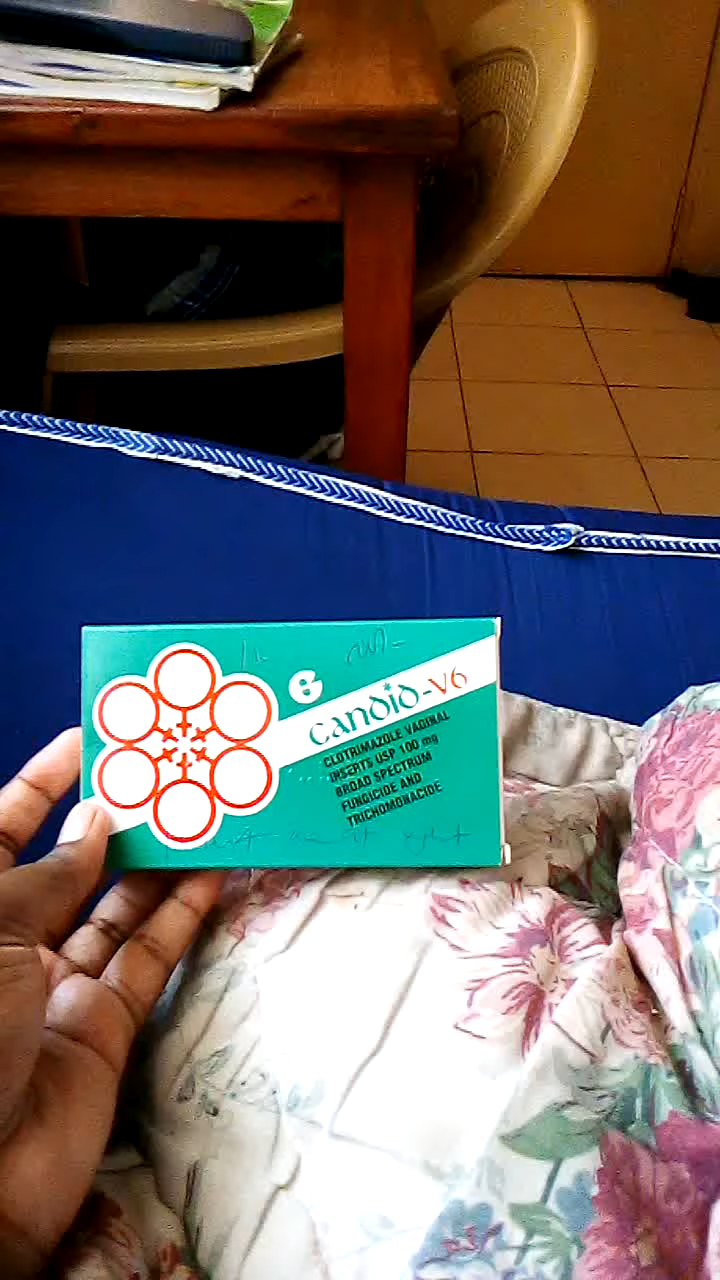 G
CANDID-V6
CLOTRIMAZOLE VAGINAL
INSERTS USP 100 mg
BROAD SPECTRUM
FUNGICIDE AND
TRICHOMONACIDE